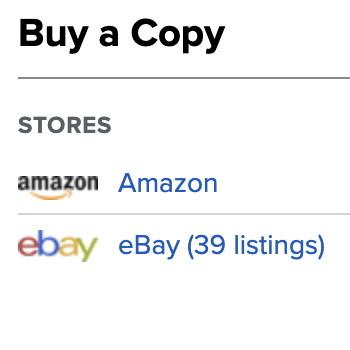 Buy a Copy
STORES
amazon Amazon
ebay eBay (39 listings)